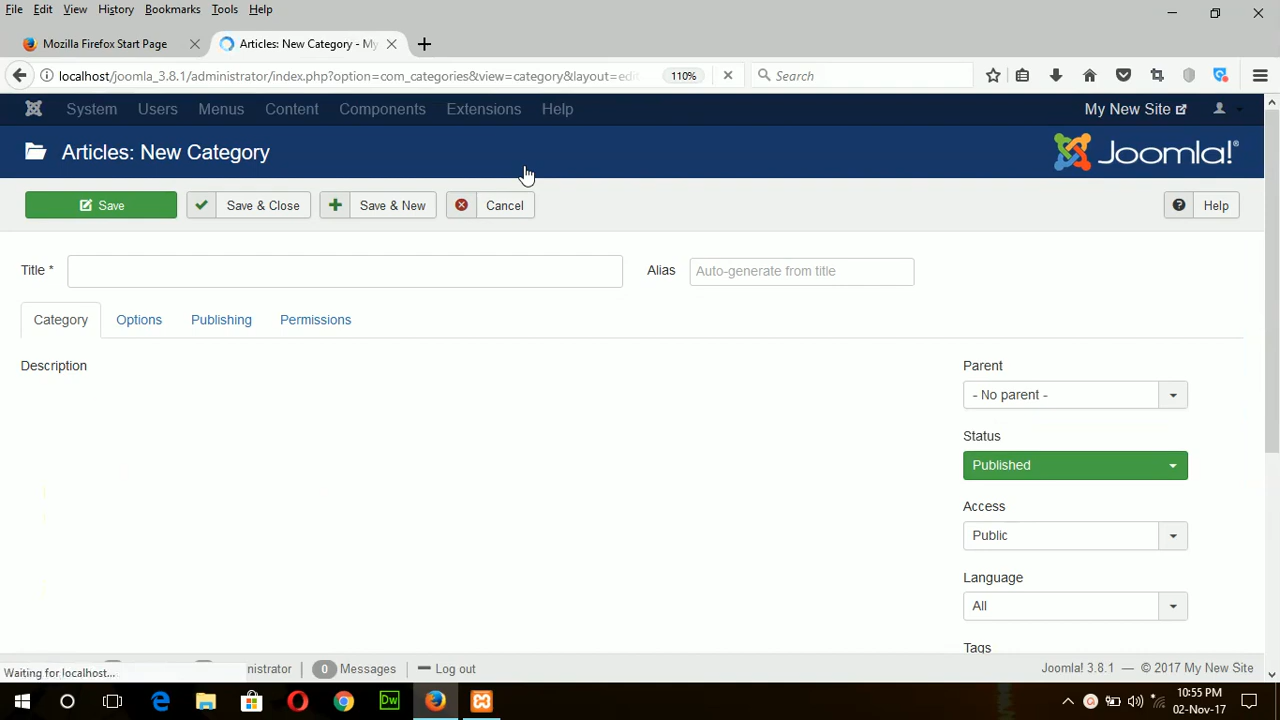 File Edit View History Bookmarks Tools Help
Mozilla Firefox Start Page
Articles: New Category - My
localhost/joomla_3.8.1/administrator/index.php?option=com_categories&view=category&layout=edi
110%
Search
System Users Menus Content Components Extensions Help
My New Site
Articles: New Category
Joomla!®
Save
Save & Close
Save & New
Cancel
Help
Title *
Alias
Auto-generate from title
Category
Options
Publishing
Permissions
Description
Parent
- No parent -
Status
Published
Access
Public
Language
All
Tags
Waiting for localhost...
0 Messages
Log out
Joomla! 3.8.1 — © 2017 My New Site
Dw
10:55 PM
02-Nov-17